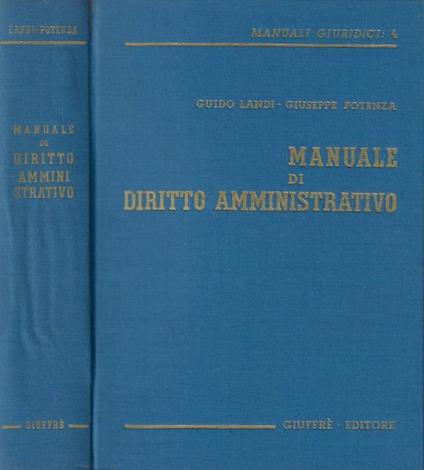 LANDI-POTENZA
MANUALE
DI
DIRITTO
AMMINI
STRATIVO
GIUFFRÈ
MANUALI GIURIDICI: 4
GUIDO LANDI - GIUSEPPE POTENZA
MANUALE
DI
DIRITTO AMMINISTRATIVO
GIUFFRÈ - EDITORE